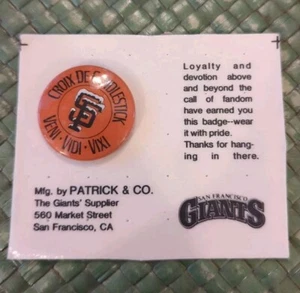 CROIX DE CANDLESTICK
SF
VENI · VIDI · VIXI
Loyalty and
devotion above
and beyond the
call of fandom
have earned you
this badge--wear
it with pride.
Thanks for hang-
ing in there.
Mfg. by PATRICK & CO.
The Giants' Supplier
560 Market Street
San Francisco, CA
SAN FRANCISCO
GIANTS